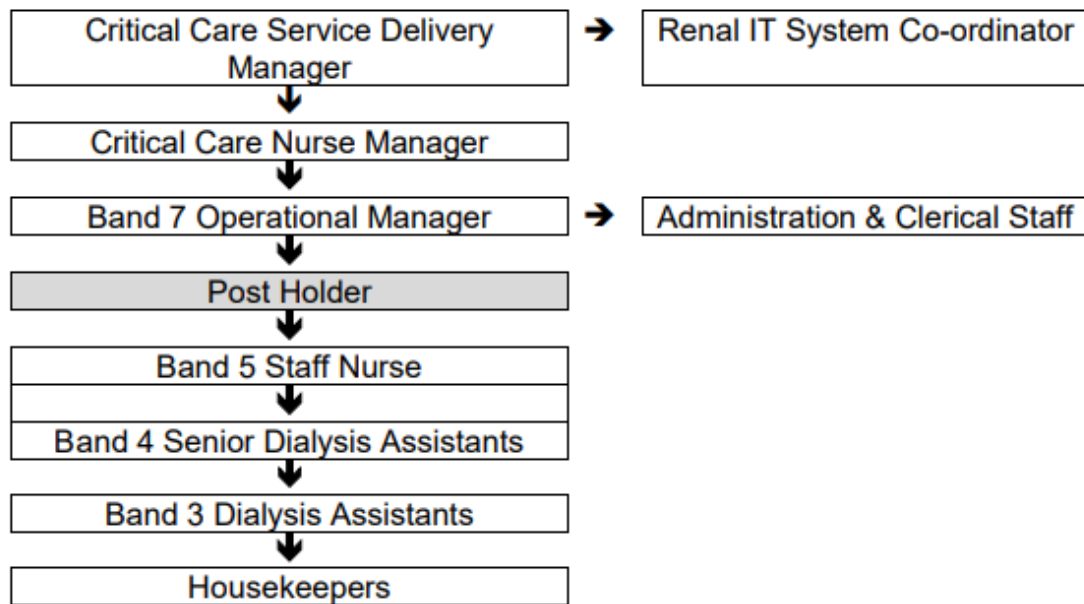 Critical Care Service Delivery
Manager
Renal IT System Co-ordinator
Critical Care Nurse Manager
Band 7 Operational Manager
Administration & Clerical Staff
Post Holder
Band 5 Staff Nurse
Band 4 Senior Dialysis Assistants
Band 3 Dialysis Assistants
Housekeepers